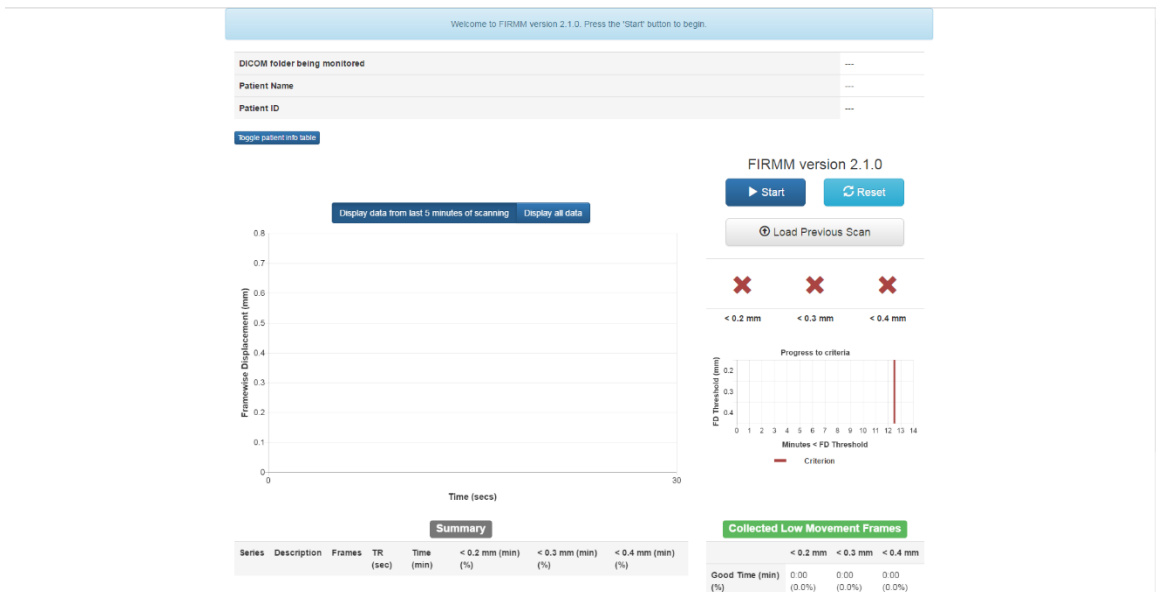 Welcome to FIRMM version 2.1.0. Press the 'Start' button to begin.
DICOM folder being monitored ---
Patient Name ---
Patient ID ---
Toggle patient info table
FIRMM version 2.1.0
Start
Reset
Load Previous Scan
Display data from last 5 minutes of scanning
Display all data
0.8
0.7
0.6
0.5
0.4
0.3
0.2
0.1
0
Framewise Displacement (mm)
0 30
Time (secs)
< 0.2 mm < 0.3 mm < 0.4 mm
Progress to criteria
FD Threshold (mm)
0.2
0.3
0.4
0 1 2 3 4 5 6 7 8 9 10 11 12 13 14
Minutes < FD Threshold
Criterion
Summary
Series Description Frames TR Time < 0.2 mm (min) < 0.3 mm (min) < 0.4 mm (min)
(sec) (min) (%) (%) (%)
Collected Low Movement Frames
< 0.2 mm < 0.3 mm < 0.4 mm
Good Time (min) 0:00 0:00 0:00
(%) (0.0%) (0.0%) (0.0%)